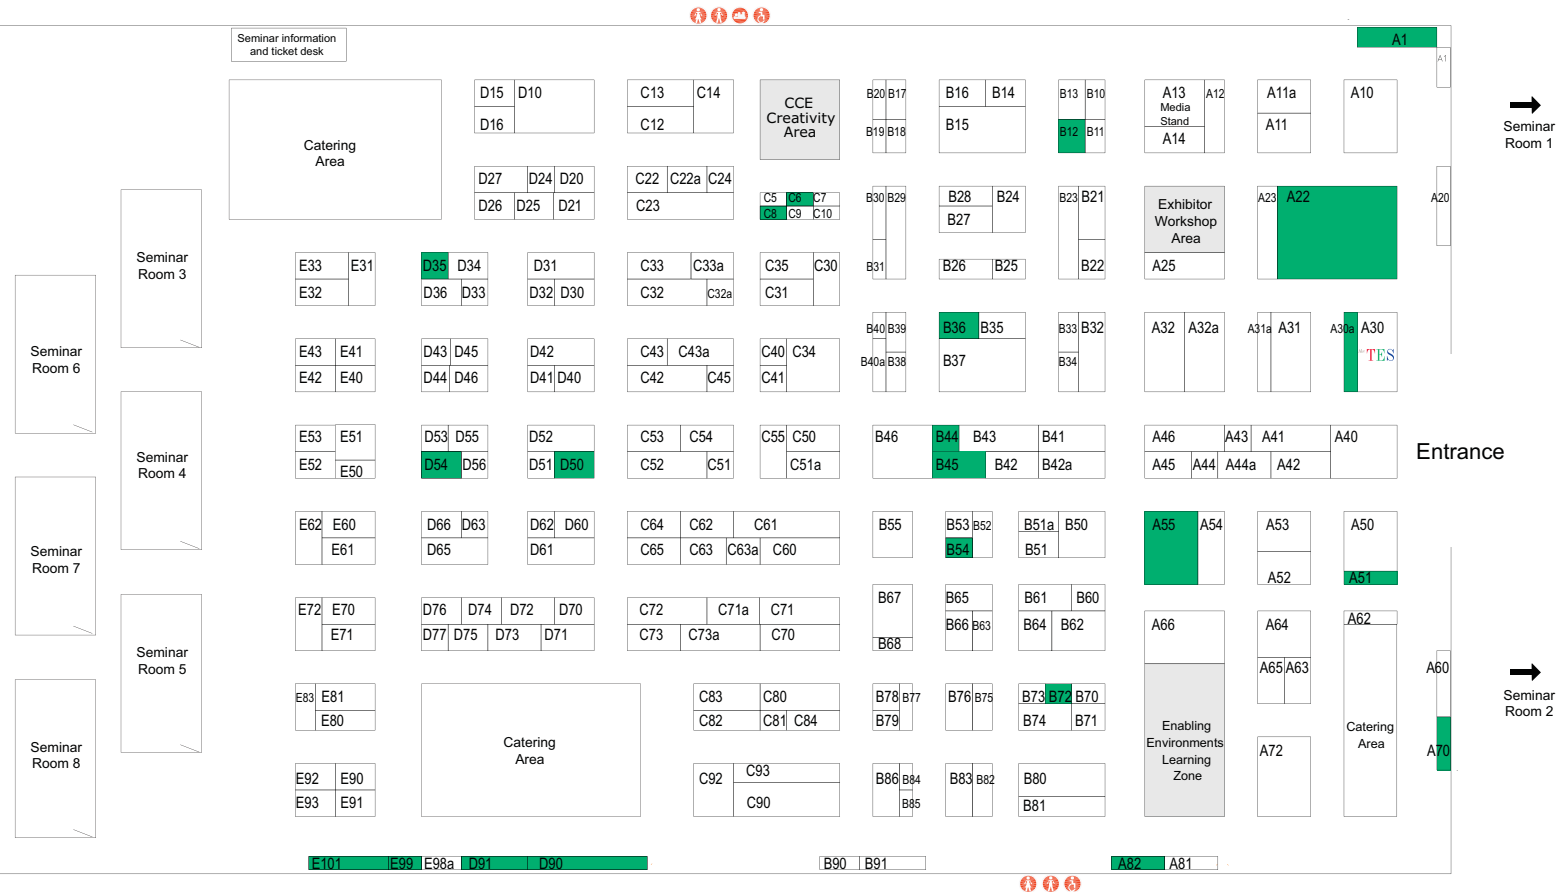 Seminar information
and ticket desk
A1
A1
D15 D10
D16
C13 C14
C12
CCE
Creativity
Area
B20 B17
B19 B18
B16 B14
B15
B13 B10
B12 B11
A13 A12
Media
Stand
A14
A11a
A11
A10
Seminar
Room 1
Catering
Area
D27 D24 D20
D26 D25 D21
C22 C22a C24
C23
C5 C6 C7
C8 C9 C10
B30 B29
B31
B28 B24
B27
B26 B25
B23 B21
B22
Exhibitor
Workshop
Area
A25
A23 A22
A20
Seminar
Room 3
E33 E31
E32
D35 D34
D36 D33
D31
D32 D30
C33 C33a
C32 C32a
C35 C30
C31
Seminar
Room 6
E43 E41
E42 E40
D43 D45
D44 D46
D42
D41 D40
C43 C43a
C42 C45
C40 C34
C41
B40 B39
B40a B38
B36 B35
B37
B33 B32
B34
A32 A32a
A31a A31
A30a A30
TES
Seminar
Room 4
E53 E51
E52 E50
D53 D55
D54 D56
D52
D51 D50
C53 C54
C52 C51
C55 C50
C51a
B46 B44 B43 B41
B45 B42 B42a
A46 A43 A41 A40
A45 A44 A44a A42
Entrance
Seminar
Room 7
E62 E60
E61
D66 D63
D65
D62 D60
D61
C64 C62 C61
C65 C63 C63a C60
B55
B53 B52
B54
B51a B50
B51
A55 A54
A53
A52
A50
A51
Seminar
Room 5
E72 E70
E71
D76 D74 D72 D70
D77 D75 D73 D71
C72 C71a C71
C73 C73a C70
B67
B68
B65
B66 B63
B61 B60
B64 B62
A66
A64
A65 A63
A62
A60
Seminar
Room 2
Seminar
Room 8
E83 E81
E80
Catering
Area
C83 C80
C82 C81 C84
B78 B77
B79
B76 B75
B73 B72 B70
B74 B71
Enabling
Environments
Learning
Zone
A72
Catering
Area
A70
E92 E90
E93 E91
C92 C93
C90
B86 B84
B85
B83 B82
B80
B81
E101 E99 E98a D91 D90
B90 B91
A82 A81